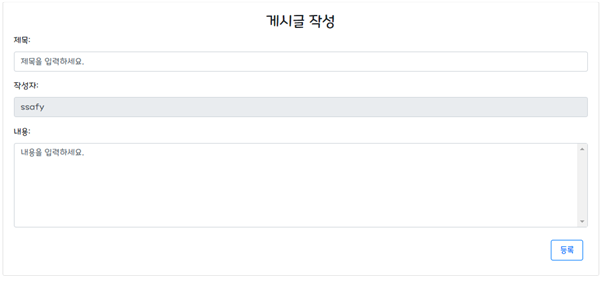 게시글 작성
제목:
제목을 입력하세요.
작성자:
ssafy
내용:
내용을 입력하세요.
등록